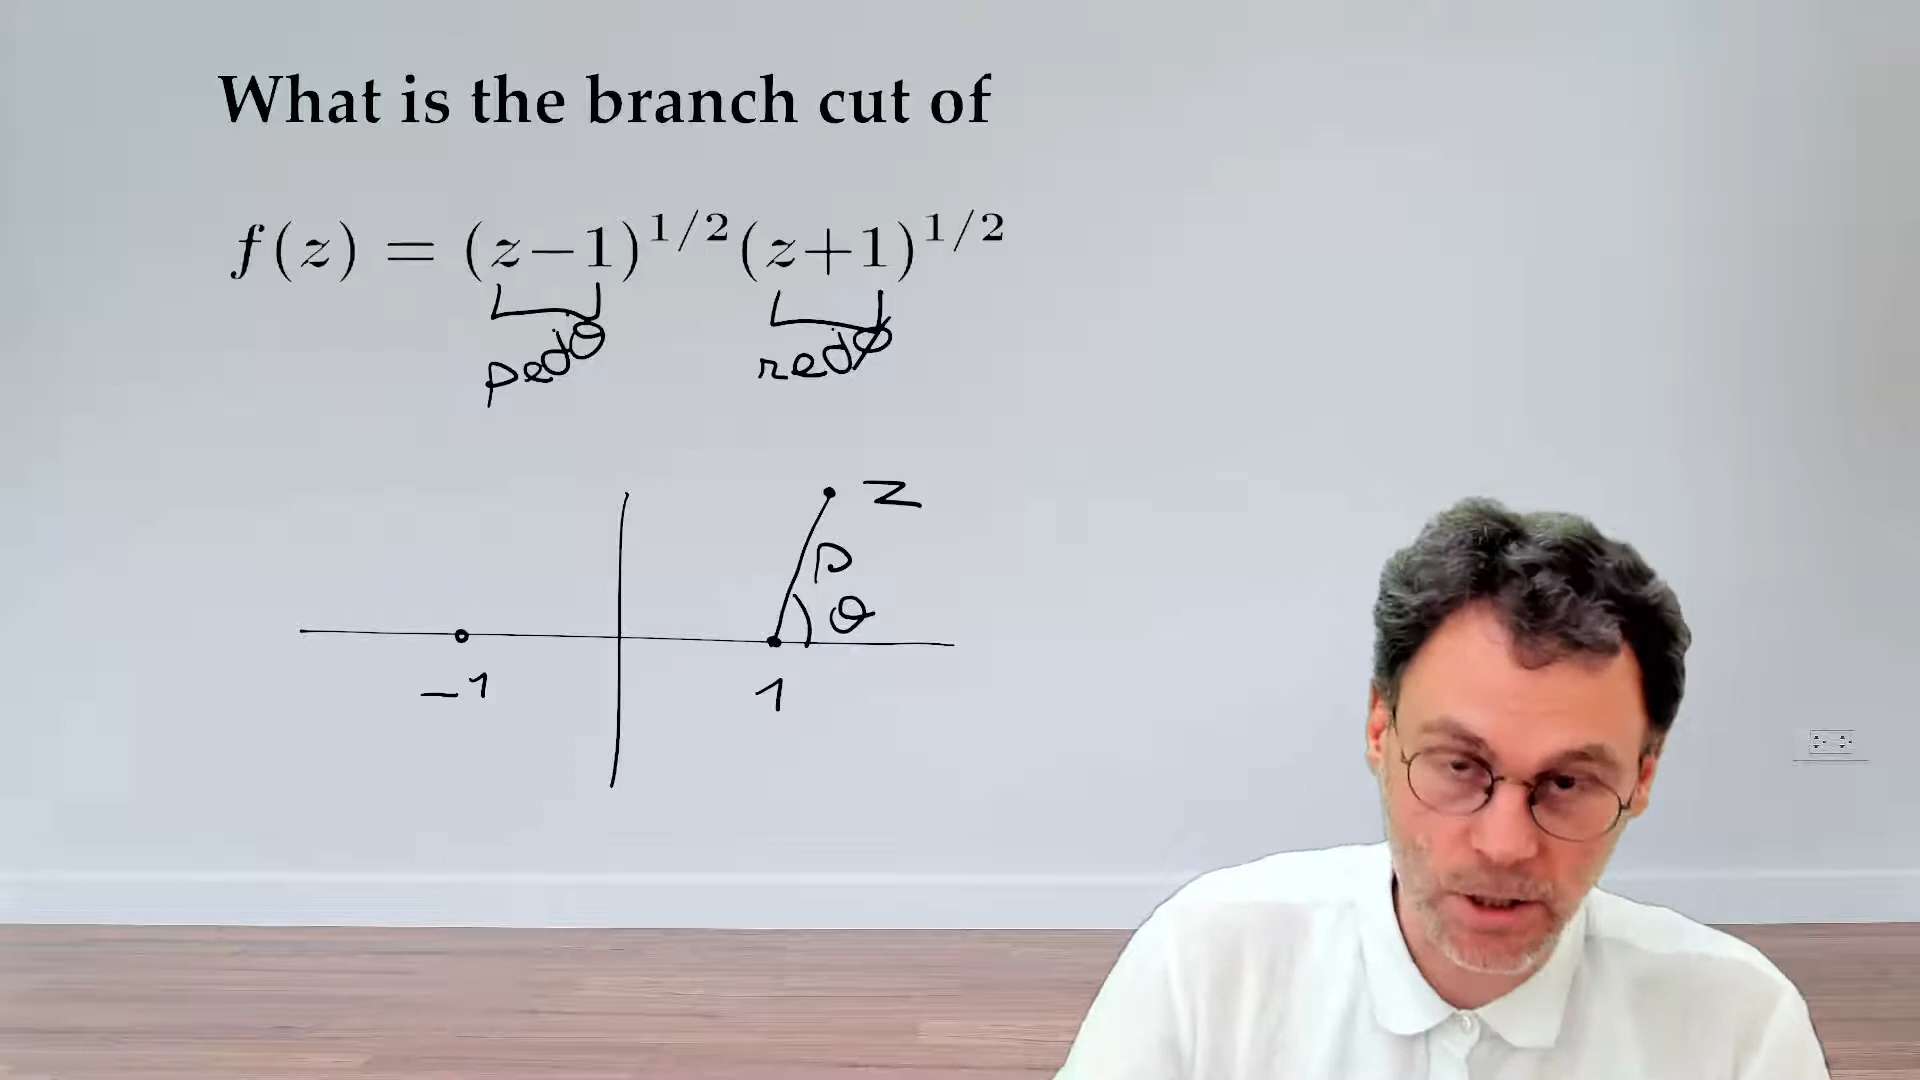 What is the branch cut of
f(z) = (z−1)^{1/2}(z+1)^{1/2}
ρe^{iθ} re^{iφ}
z
ρ
θ
−1 1